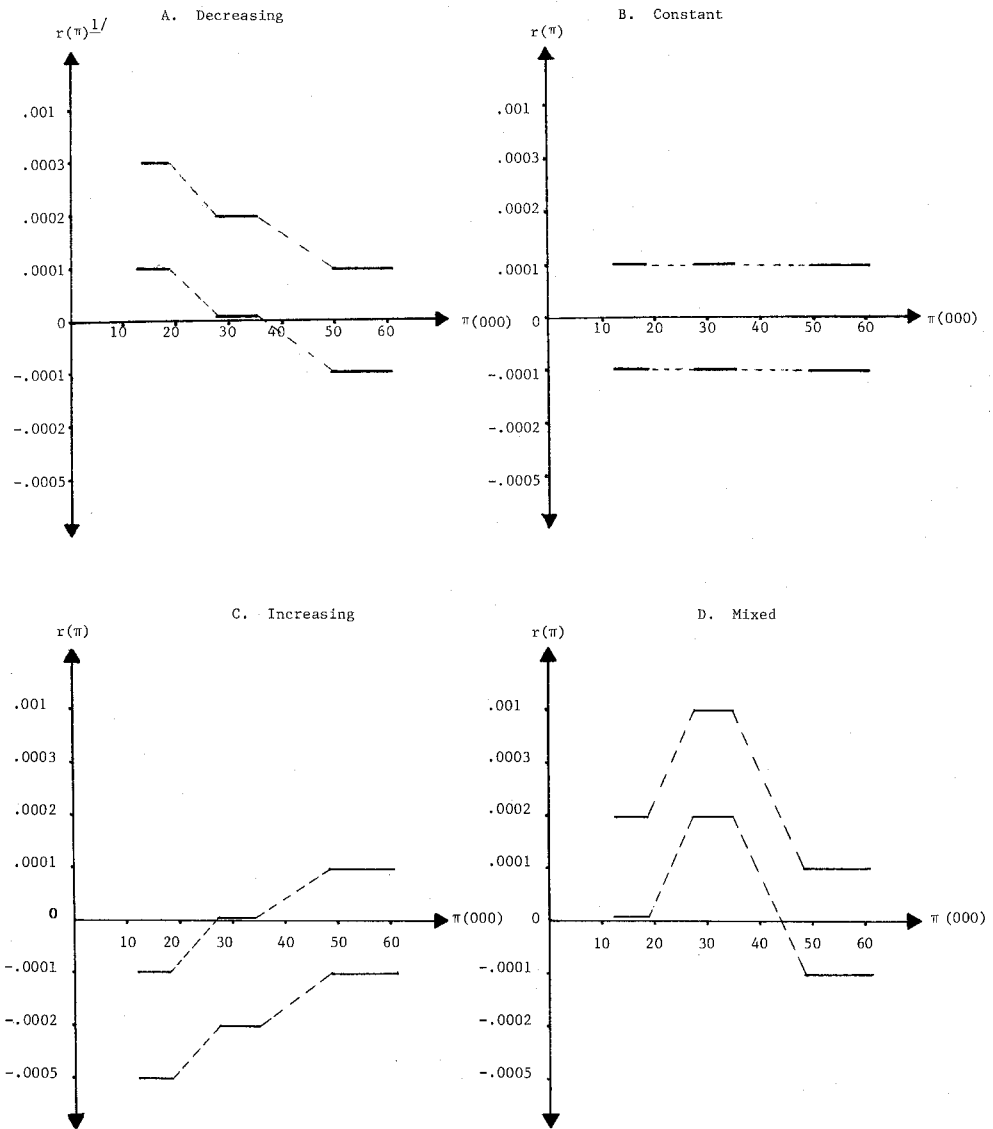 A. Decreasing
r(π)1/
.001
.0003
.0002
.0001
0
-.0001
-.0002
-.0005
10 20 30 40 50 60 π(000)
B. Constant
r(π)
.001
.0003
.0002
.0001
0
-.0001
-.0002
-.0005
10 20 30 40 50 60 π(000)
C. Increasing
r(π)
.001
.0003
.0002
.0001
0
-.0001
-.0002
-.0005
10 20 30 40 50 60 π(000)
D. Mixed
r(π)
.001
.0003
.0002
.0001
0
-.0001
-.0002
-.0005
10 20 30 40 50 60 π(000)